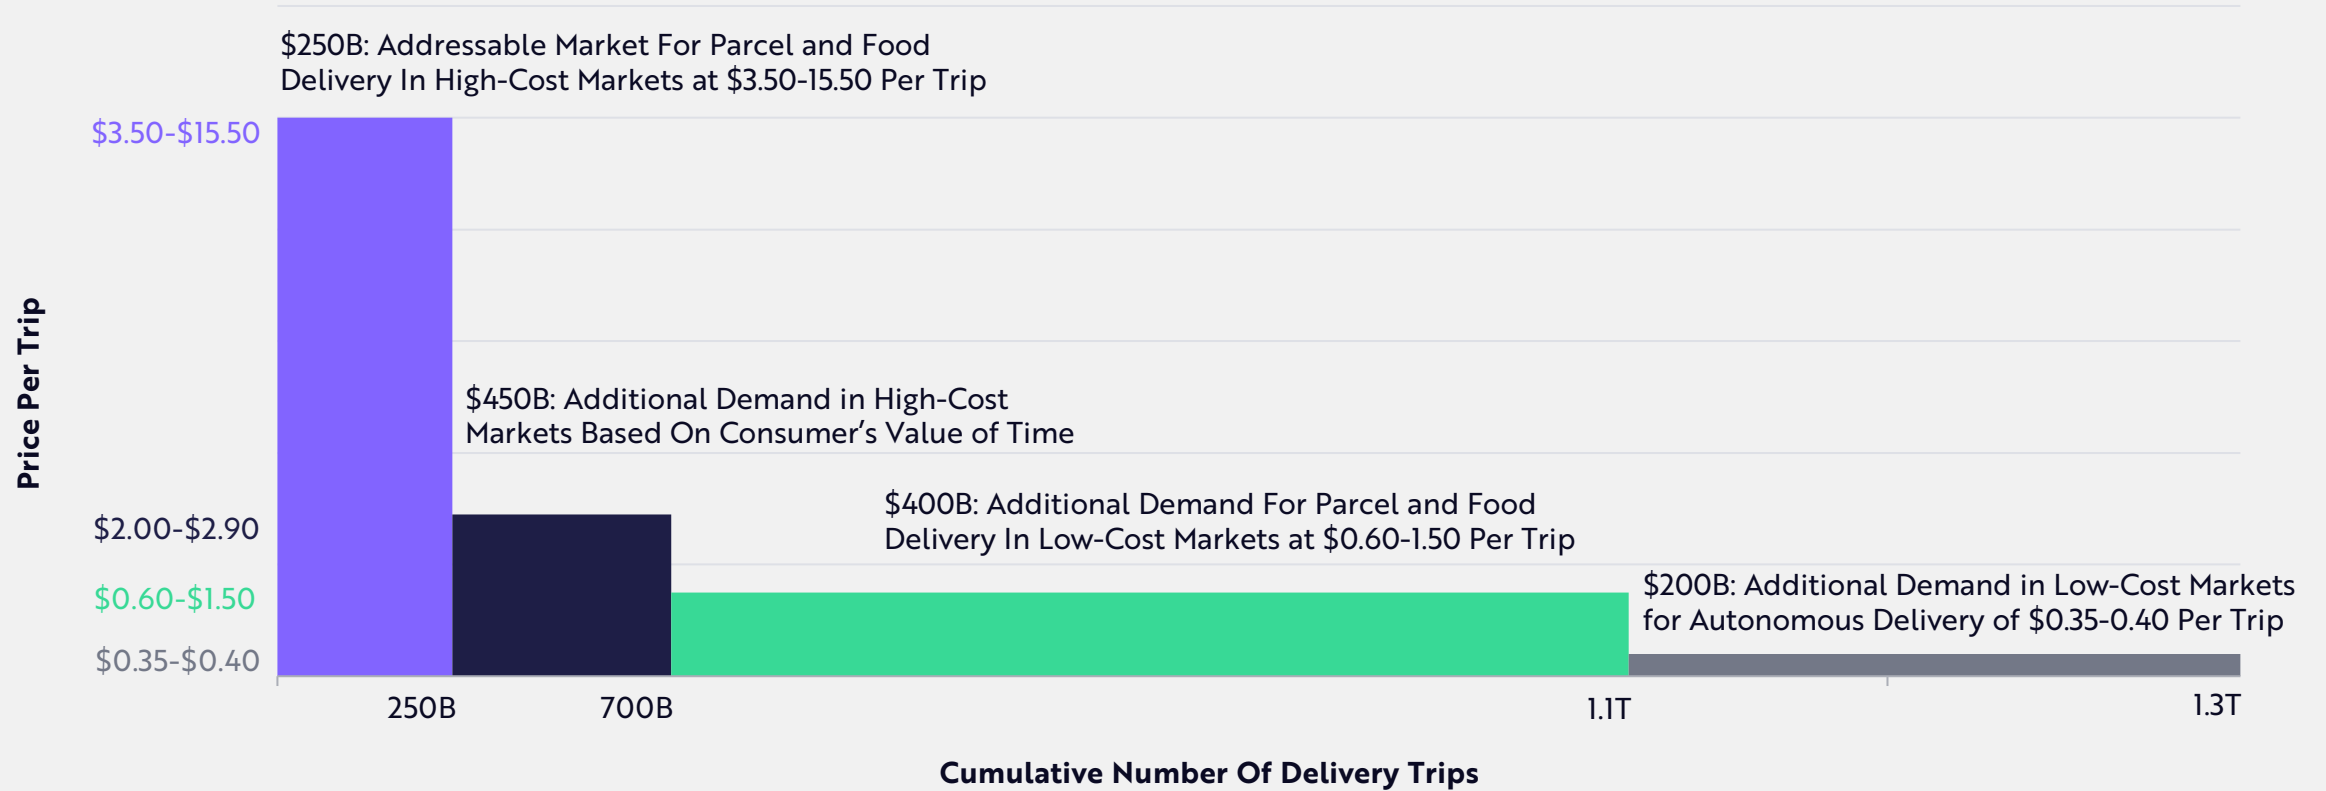 $250B: Addressable Market For Parcel and Food
Delivery In High-Cost Markets at $3.50-15.50 Per Trip
$3.50-$15.50
Price Per Trip
$450B: Additional Demand in High-Cost
Markets Based On Consumer’s Value of Time
$2.00-$2.90
$400B: Additional Demand For Parcel and Food
Delivery In Low-Cost Markets at $0.60-1.50 Per Trip
$0.60-$1.50
$200B: Additional Demand in Low-Cost Markets
for Autonomous Delivery of $0.35-0.40 Per Trip
$0.35-$0.40
250B
700B
1.1T
1.3T
Cumulative Number Of Delivery Trips